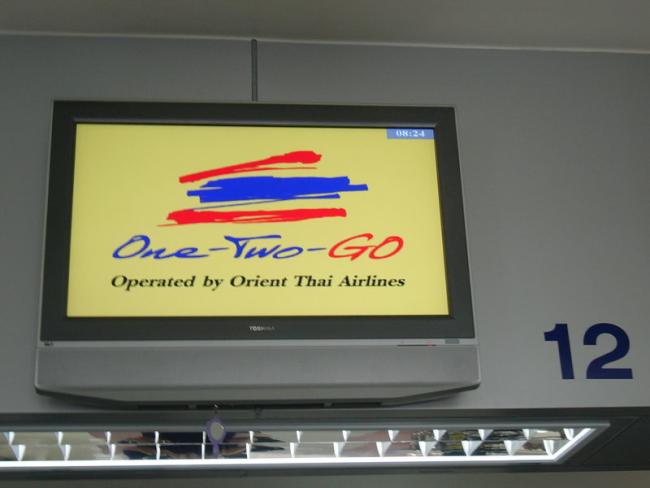 08:24
One-Two-GO
Operated by Orient Thai Airlines
TOSHIBA
12